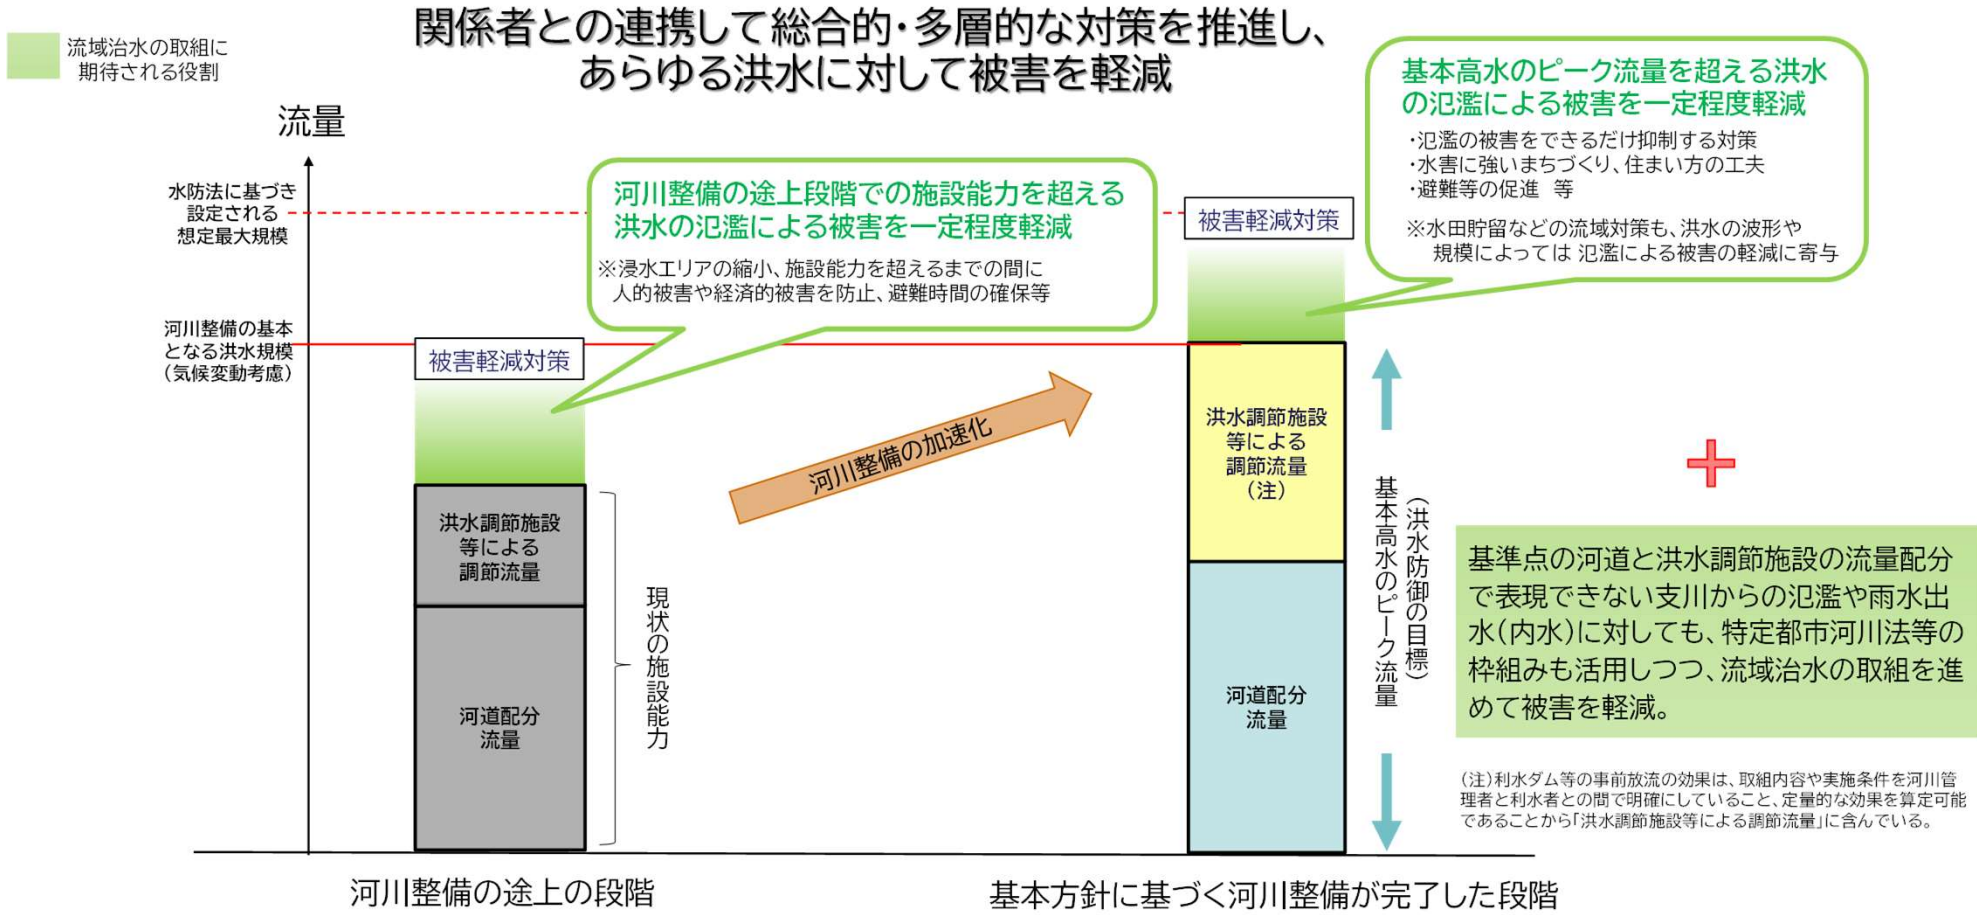 関係者との連携して総合的・多層的な対策を推進し、
あらゆる洪水に対して被害を軽減
流域治水の取組に
期待される役割
流量
水防法に基づき
設定される
想定最大規模
河川整備の基本
となる洪水規模
（気候変動考慮）
河川整備の途上段階での施設能力を超える
洪水の氾濫による被害を一定程度軽減
※浸水エリアの縮小、施設能力を超えるまでの間に
人的被害や経済的被害を防止、避難時間の確保等
被害軽減対策
洪水調節施設
等による
調節流量
河道配分
流量
現状の施設能力
河川整備の加速化
基本高水のピーク流量を超える洪水
の氾濫による被害を一定程度軽減
・氾濫の被害をできるだけ抑制する対策
・水害に強いまちづくり、住まい方の工夫
・避難等の促進 等
※水田貯留などの流域対策も、洪水の波形や
規模によっては 氾濫による被害の軽減に寄与
被害軽減対策
洪水調節施設
等による
調節流量
（注）
河道配分
流量
（洪水防御の目標）
基本高水のピーク流量
＋
基準点の河道と洪水調節施設の流量配分
で表現できない支川からの氾濫や雨水出
水（内水）に対しても、特定都市河川法等の
枠組みも活用しつつ、流域治水の取組を進
めて被害を軽減。
（注）利水ダム等の事前放流の効果は、取組内容や実施条件を河川管
理者と利水者との間で明確にしていること、定量的な効果を算定可能
であることから「洪水調節施設等による調節流量」に含んでいる。
河川整備の途上の段階
基本方針に基づく河川整備が完了した段階